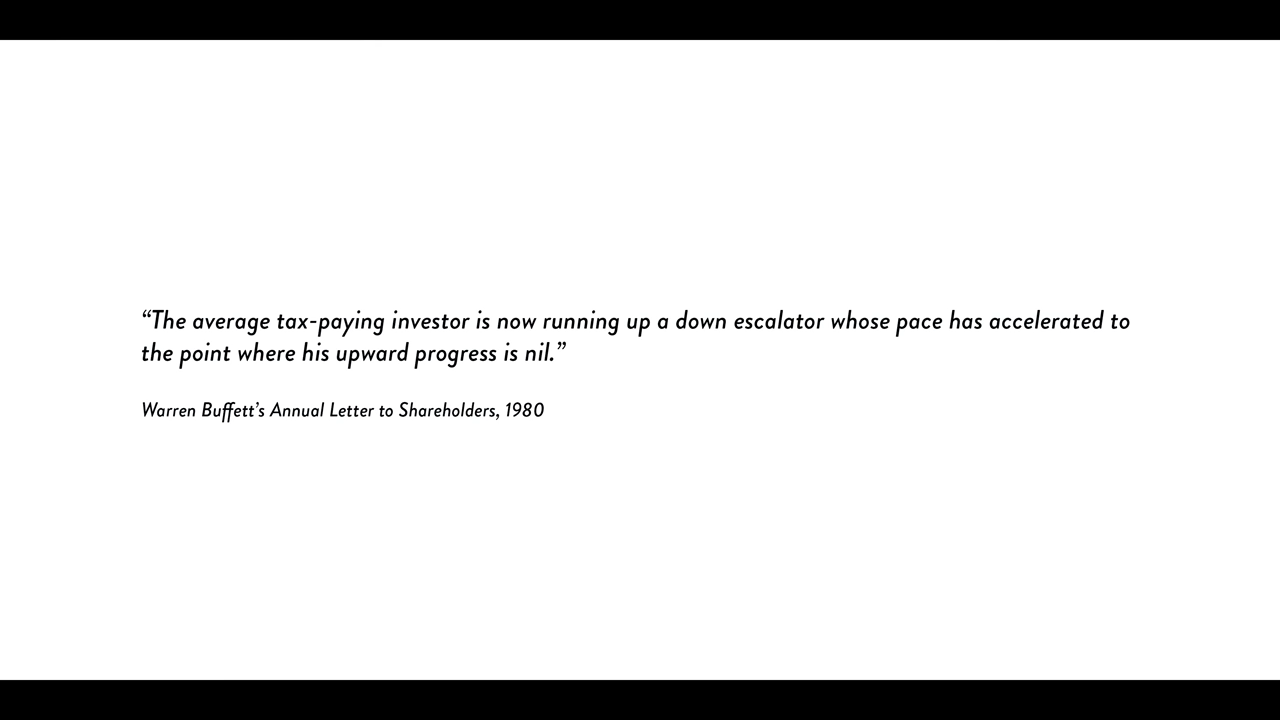 “The average tax-paying investor is now running up a down escalator whose pace has accelerated to
the point where his upward progress is nil.”
Warren Buffett’s Annual Letter to Shareholders, 1980